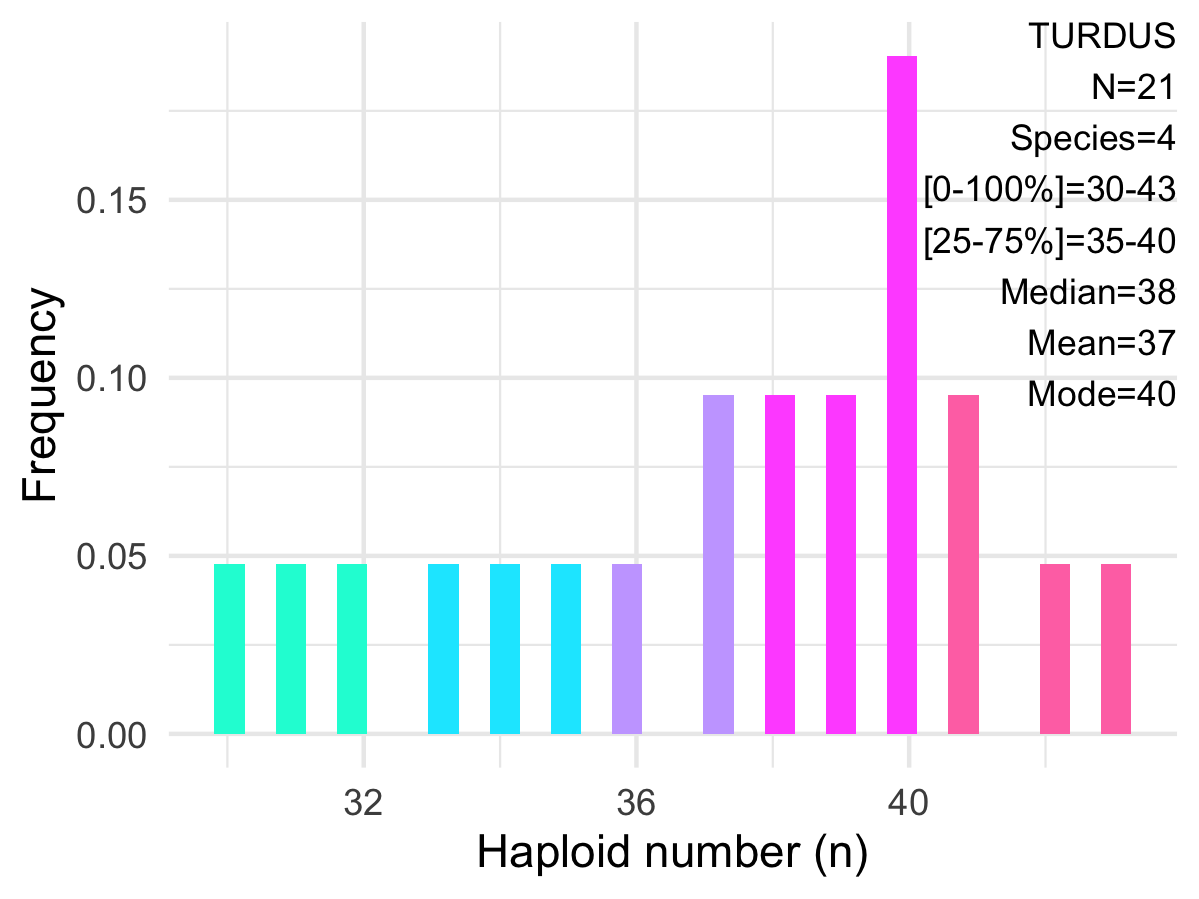 TURDUS
N=21
Species=4
[0-100%]=30-43
[25-75%]=35-40
Median=38
Mean=37
Mode=40
Frequency
0.15
0.10
0.05
0.00
32 36 40
Haploid number (n)